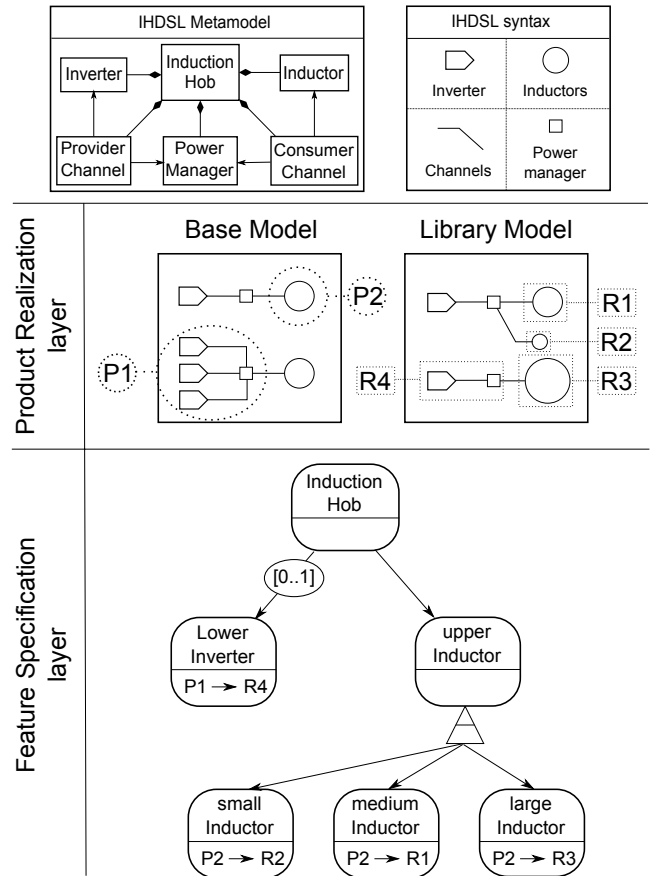 IHDSL Metamodel
Inverter
Induction
Hob
Inductor
Provider
Channel
Power
Manager
Consumer
Channel
IHDSL syntax
Inverter
Inductors
Channels
Power
manager
Product Realization
layer
Base Model
Library Model
P1
P2
R4
R1
R2
R3
Feature Specification
layer
Induction
Hob
[0..1]
Lower
Inverter
P1 → R4
upper
Inductor
small
Inductor
P2 → R2
medium
Inductor
P2 → R1
large
Inductor
P2 → R3